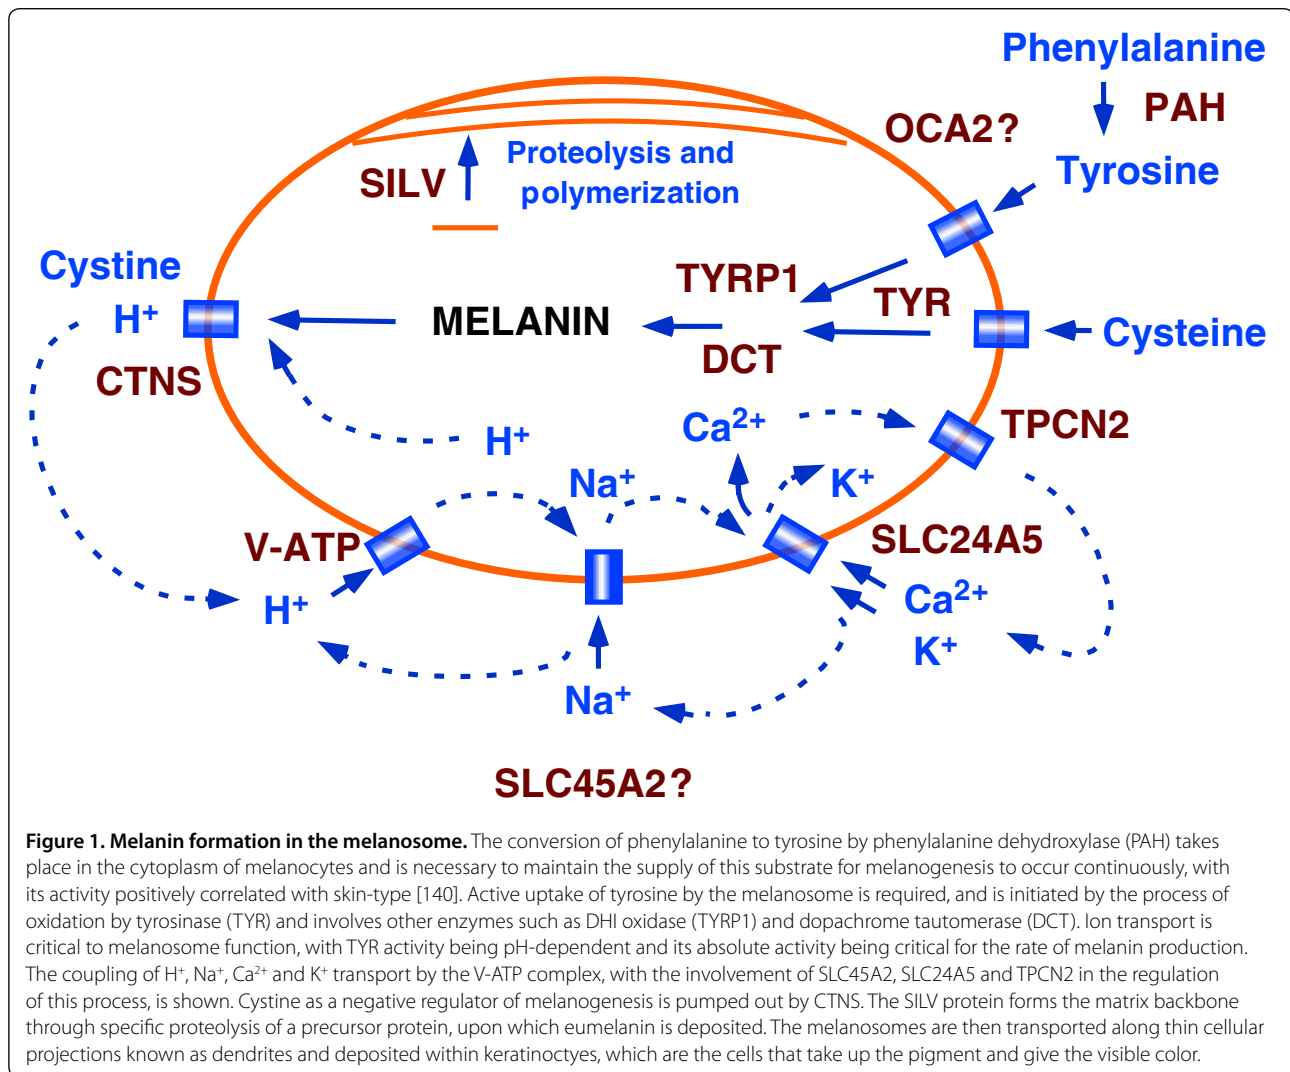 Phenylalanine
PAH
OCA2?
Tyrosine
SILV
Proteolysis and
polymerization
Cystine
H+
CTNS
TYRP1
TYR
MELANIN
DCT
Cysteine
H+
Ca2+
TPCN2
Na+
K+
V-ATP
SLC24A5
H+
Ca2+
K+
Na+
SLC45A2?
Figure 1. Melanin formation in the melanosome. The conversion of phenylalanine to tyrosine by phenylalanine dehydroxylase (PAH) takes
place in the cytoplasm of melanocytes and is necessary to maintain the supply of this substrate for melanogenesis to occur continuously, with
its activity positively correlated with skin-type [140]. Active uptake of tyrosine by the melanosome is required, and is initiated by the process of
oxidation by tyrosinase (TYR) and involves other enzymes such as DHI oxidase (TYRP1) and dopachrome tautomerase (DCT). Ion transport is
critical to melanosome function, with TYR activity being pH-dependent and its absolute activity being critical for the rate of melanin production.
The coupling of H+, Na+, Ca2+ and K+ transport by the V-ATP complex, with the involvement of SLC45A2, SLC24A5 and TPCN2 in the regulation
of this process, is shown. Cystine as a negative regulator of melanogenesis is pumped out by CTNS. The SILV protein forms the matrix backbone
through specific proteolysis of a precursor protein, upon which eumelanin is deposited. The melanosomes are then transported along thin cellular
projections known as dendrites and deposited within keratinoctyes, which are the cells that take up the pigment and give the visible color.